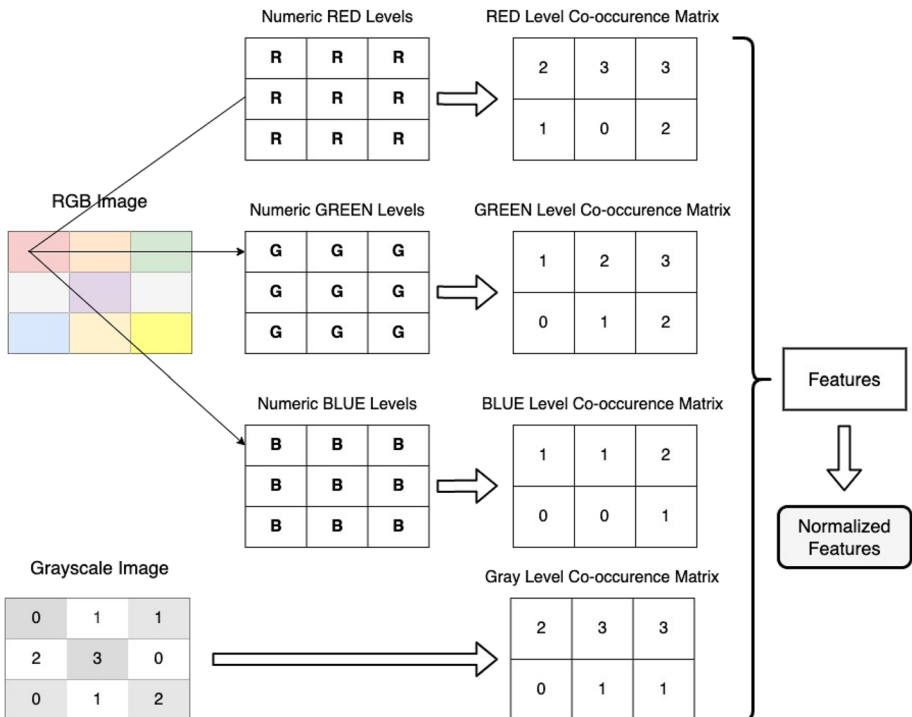 Numeric RED Levels
R R R
R R R
R R R
RED Level Co-occurence Matrix
2 3 3
1 0 2
RGB Image
Numeric GREEN Levels
G G G
G G G
G G G
GREEN Level Co-occurence Matrix
1 2 3
0 1 2
Numeric BLUE Levels
B B B
B B B
B B B
BLUE Level Co-occurence Matrix
1 1 2
0 0 1
Grayscale Image
0 1 1
2 3 0
0 1 2
Gray Level Co-occurence Matrix
2 3 3
0 1 1
Features
Normalized
Features